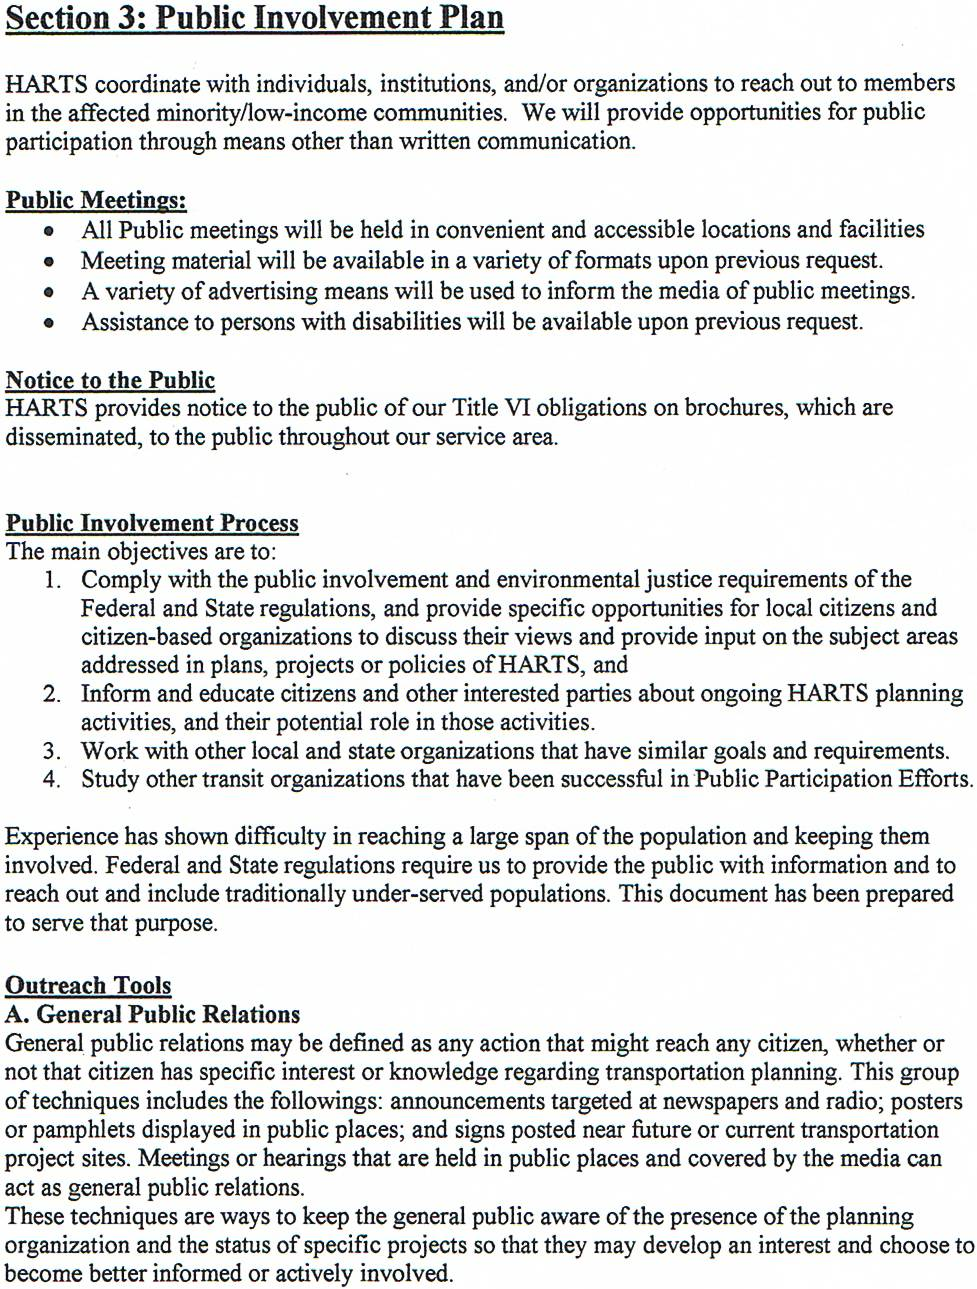 Section 3: Public Involvement Plan
HARTS coordinate with individuals, institutions, and/or organizations to reach out to members
in the affected minority/low-income communities.  We will provide opportunities for public
participation through means other than written communication.
Public Meetings:
• All Public meetings will be held in convenient and accessible locations and facilities
• Meeting material will be available in a variety of formats upon previous request.
• A variety of advertising means will be used to inform the media of public meetings.
• Assistance to persons with disabilities will be available upon previous request.
Notice to the Public
HARTS provides notice to the public of our Title VI obligations on brochures, which are
disseminated, to the public throughout our service area.
Public Involvement Process
The main objectives are to:
1. Comply with the public involvement and environmental justice requirements of the
Federal and State regulations, and provide specific opportunities for local citizens and
citizen-based organizations to discuss their views and provide input on the subject areas
addressed in plans, projects or policies of HARTS, and
2. Inform and educate citizens and other interested parties about ongoing HARTS planning
activities, and their potential role in those activities.
3. Work with other local and state organizations that have similar goals and requirements.
4. Study other transit organizations that have been successful in Public Participation Efforts.
Experience has shown difficulty in reaching a large span of the population and keeping them
involved. Federal and State regulations require us to provide the public with information and to
reach out and include traditionally under-served populations. This document has been prepared
to serve that purpose.
Outreach Tools
A. General Public Relations
General public relations may be defined as any action that might reach any citizen, whether or
not that citizen has specific interest or knowledge regarding transportation planning. This group
of techniques includes the followings: announcements targeted at newspapers and radio; posters
or pamphlets displayed in public places; and signs posted near future or current transportation
project sites. Meetings or hearings that are held in public places and covered by the media can
act as general public relations.
These techniques are ways to keep the general public aware of the presence of the planning
organization and the status of specific projects so that they may develop an interest and choose to
become better informed or actively involved.